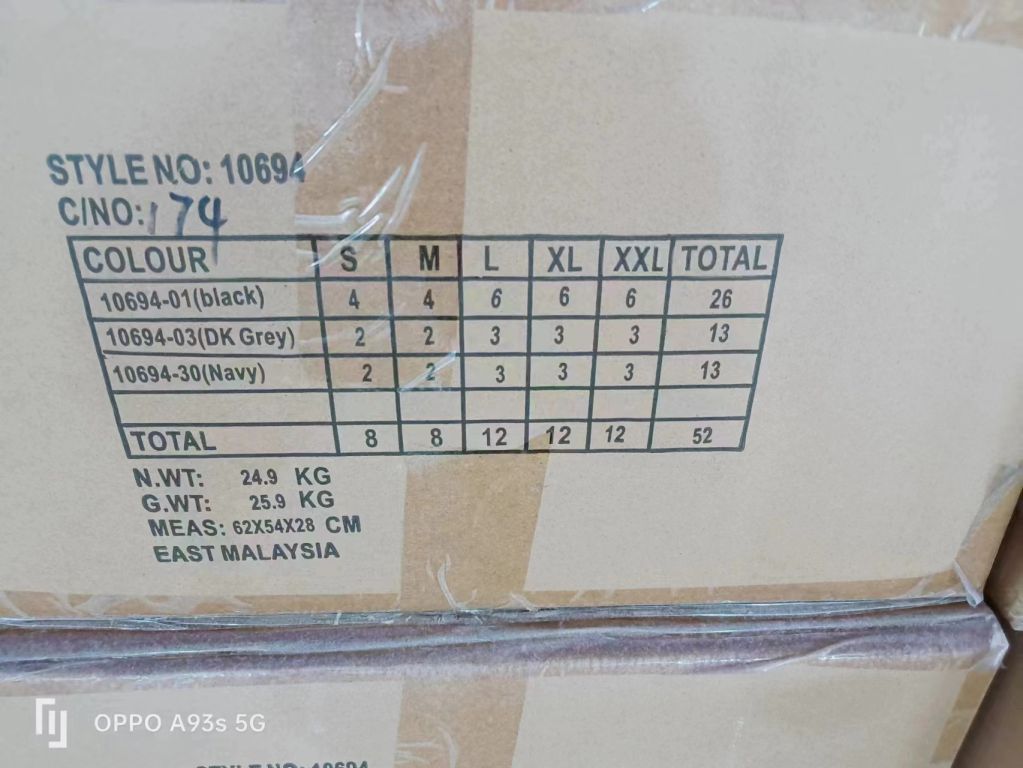 STYLE NO: 10694
C/NO: 174
COLOUR S M L XL XXL TOTAL
10694-01(black) 4 4 6 6 6 26
10694-03(DK Grey) 2 2 3 3 3 13
10694-30(Navy) 2 2 3 3 3 13
TOTAL 8 8 12 12 12 52
N.WT: 24.9 KG
G.WT: 25.9 KG
MEAS: 62X54X28 CM
EAST MALAYSIA
OPPO A93s 5G
STYLE NO: 10694